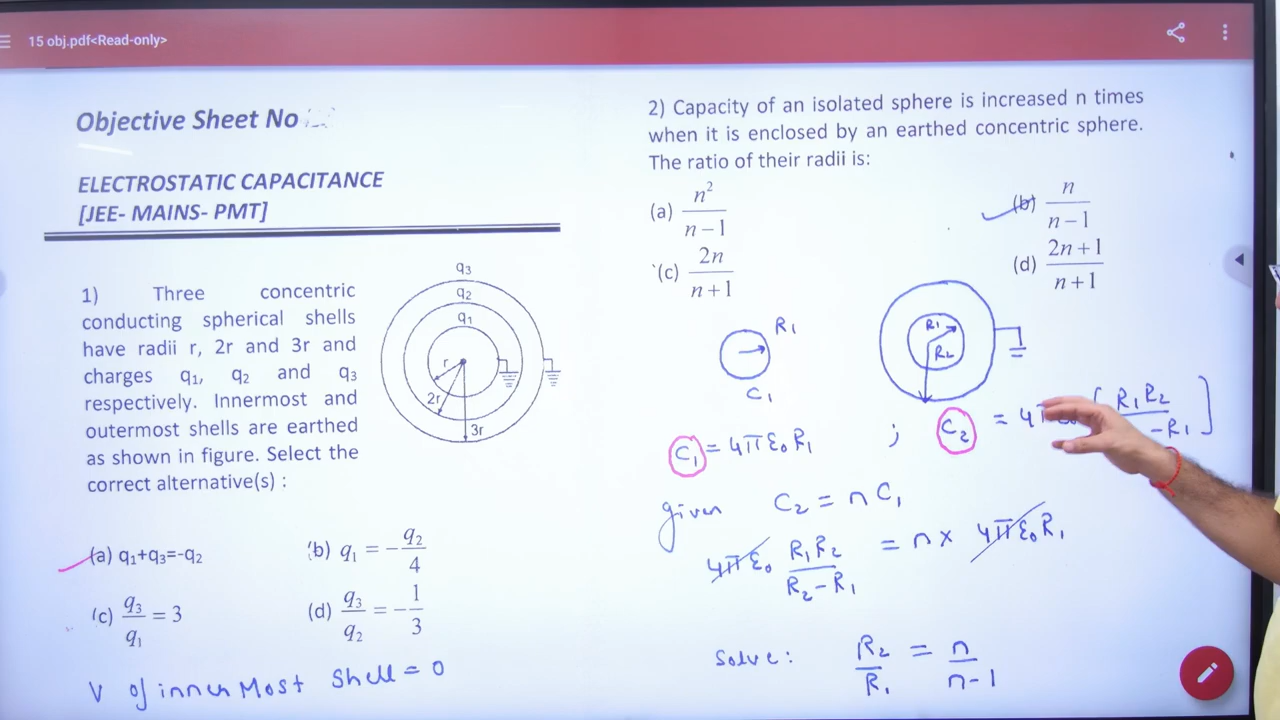 15 obj.pdf<Read-only>
Objective Sheet No
ELECTROSTATIC CAPACITANCE
[JEE- MAINS- PMT]
1) Three concentric
conducting spherical shells
have radii r, 2r and 3r and
charges q₁, q₂ and q₃
respectively. Innermost and
outermost shells are earthed
as shown in figure. Select the
correct alternative(s) :
q₃
q₂
q₁
r
2r
3r
(a) q₁+q₃=-q₂
(b) q₁ = -q₂/4
(c) q₃/q₁ = 3
(d) q₃/q₂ = -1/3
V of inner Most Shell = 0
2) Capacity of an isolated sphere is increased n times
when it is enclosed by an earthed concentric sphere.
The ratio of their radii is:
(a) n²/n-1
(b) n/n-1
(c) 2n/n+1
(d) 2n+1/n+1
R₁
C₁
R₁
R₂
C₁ = 4πε₀R₁ ; C₂ = 4π [R₁R₂/-R₁]
given C₂ = nC₁
4πε₀ R₁R₂/R₂-R₁ = n× 4πε₀R₁
Solve: R₂/R₁ = n/n-1